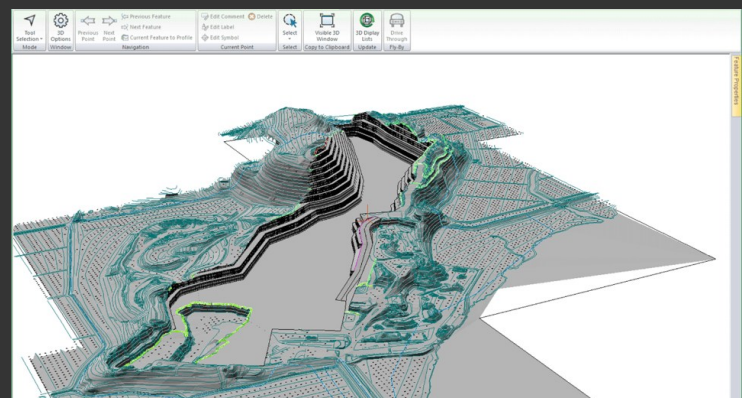 Tool
Selection
3D
Options
Previous
Point
Next
Point
Previous Feature
Next Feature
Current Feature to Profile
Edit Comment
Delete
Edit Label
Edit Symbol
Select
Visible 3D
Window
3D Display
Lists
Drive
Through
Mode
Window
Navigation
Current Point
Select
Copy to Clipboard
Update
Fly-By
Feature Properties